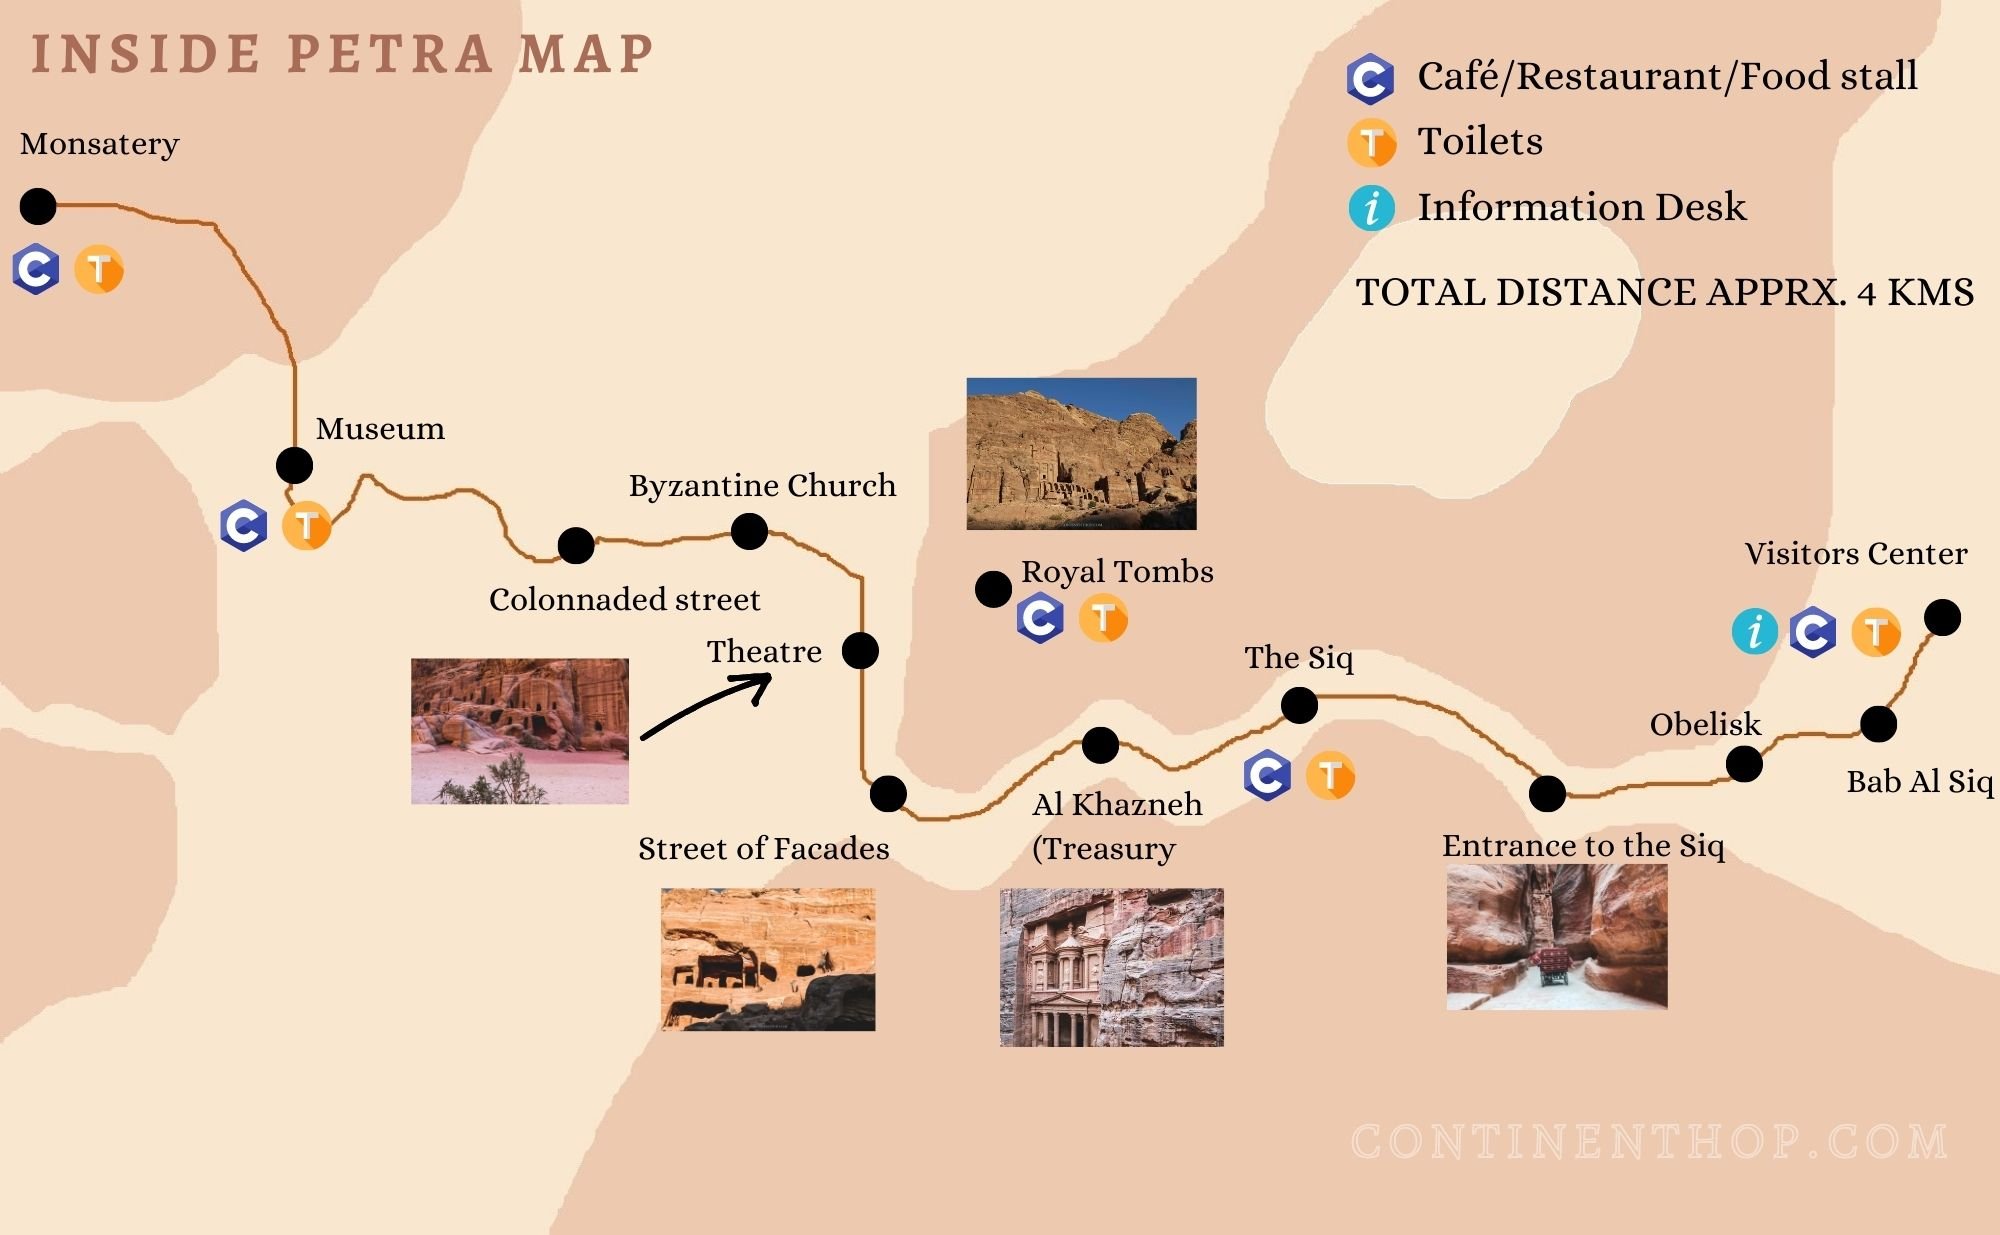 INSIDE PETRA MAP
C Café/Restaurant/Food stall
T Toilets
i Information Desk
TOTAL DISTANCE APPRX. 4 KMS
Monsatery
C T
Museum
C T
Byzantine Church
Colonnaded street
Royal Tombs
C T
Theatre
The Siq
C T
Visitors Center
i C T
Obelisk
Bab Al Siq
Street of Facades
Al Khazneh
(Treasury
Entrance to the Siq
CONTINENTHOP.COM